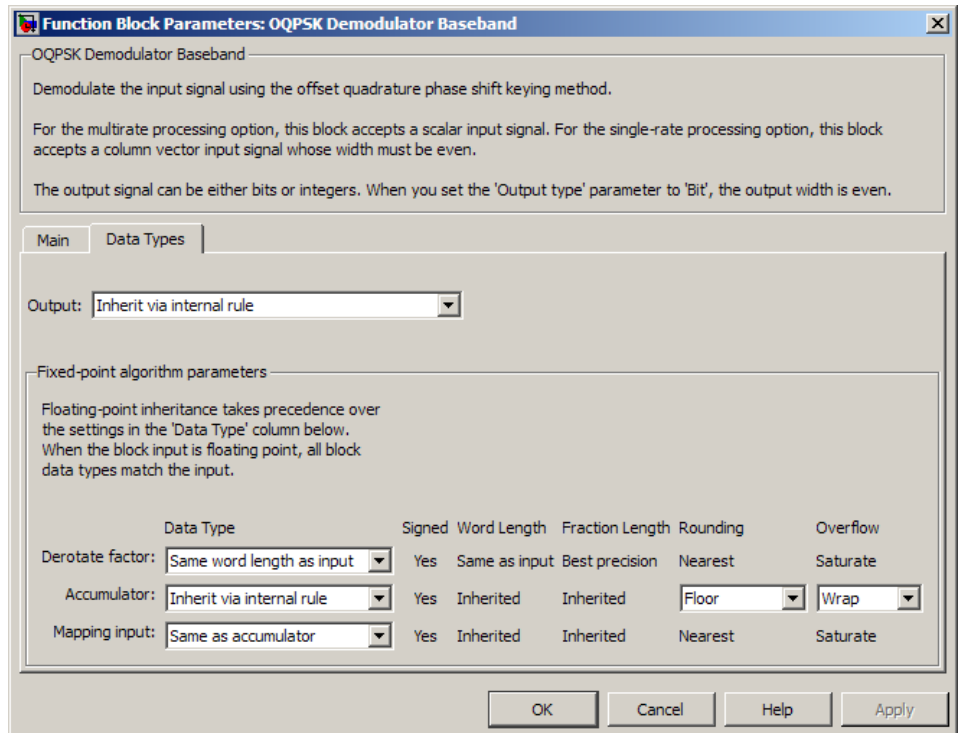 Function Block Parameters: OQPSK Demodulator Baseband
OQPSK Demodulator Baseband
Demodulate the input signal using the offset quadrature phase shift keying method.
For the multirate processing option, this block accepts a scalar input signal. For the single-rate processing option, this block
accepts a column vector input signal whose width must be even.
The output signal can be either bits or integers. When you set the 'Output type' parameter to 'Bit', the output width is even.
Main Data Types
Output: Inherit via internal rule
Fixed-point algorithm parameters
Floating-point inheritance takes precedence over
the settings in the 'Data Type' column below.
When the block input is floating point, all block
data types match the input.
Data Type Signed Word Length Fraction Length Rounding Overflow
Derotate factor: Same word length as input Yes Same as input Best precision Nearest Saturate
Accumulator: Inherit via internal rule Yes Inherited Inherited Floor Wrap
Mapping input: Same as accumulator Yes Inherited Inherited Nearest Saturate
OK Cancel Help Apply